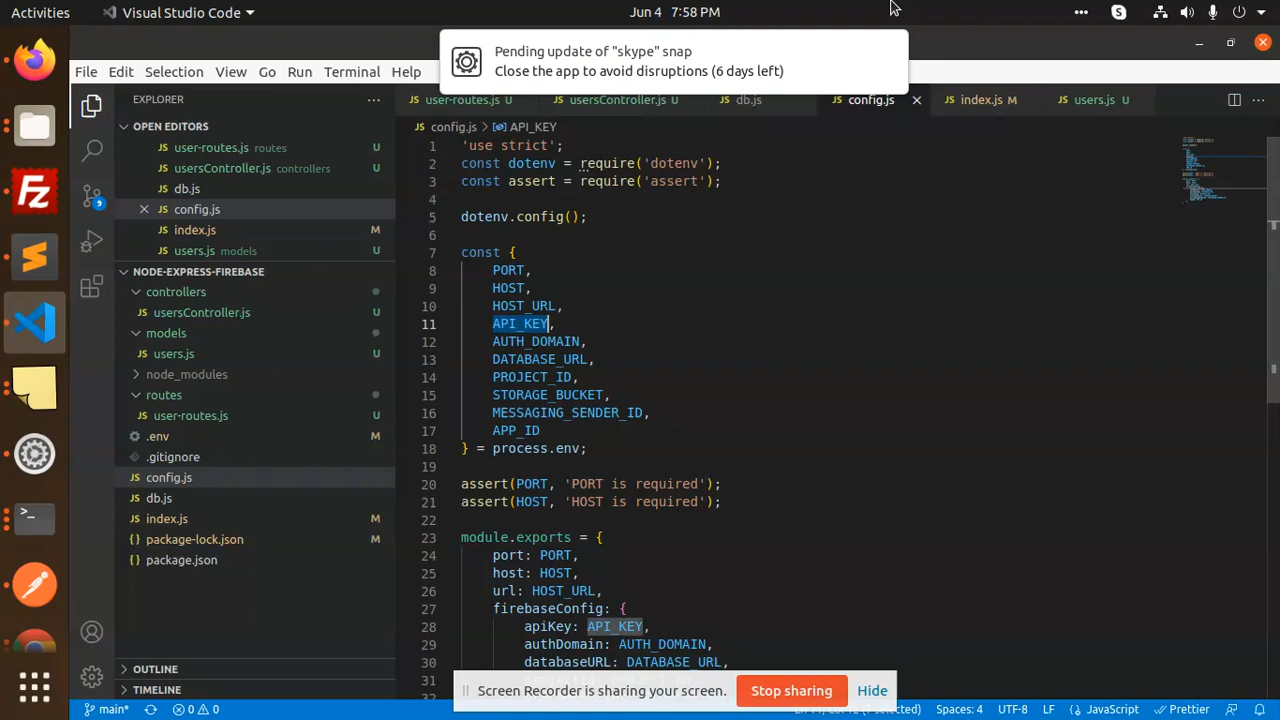 Activities Visual Studio Code Jun 4 7:58 PM
Pending update of "skype" snap
Close the app to avoid disruptions (6 days left)
File Edit Selection View Go Run Terminal Help
EXPLORER
OPEN EDITORS
user-routes.js routes U
usersController.js controllers U
db.js
config.js
index.js M
users.js models U
NODE-EXPRESS-FIREBASE
controllers
usersController.js U
models
users.js U
node_modules
routes
user-routes.js U
.env M
.gitignore
config.js
db.js
index.js M
package-lock.json M
package.json
OUTLINE
TIMELINE
user-routes.js U usersController.js U db.js config.js index.js M users.js U
config.js > API_KEY
1 'use strict';
2 const dotenv = require('dotenv');
3 const assert = require('assert');
4
5 dotenv.config();
6
7 const {
8 PORT,
9 HOST,
10 HOST_URL,
11 API_KEY,
12 AUTH_DOMAIN,
13 DATABASE_URL,
14 PROJECT_ID,
15 STORAGE_BUCKET,
16 MESSAGING_SENDER_ID,
17 APP_ID
18 } = process.env;
19
20 assert(PORT, 'PORT is required');
21 assert(HOST, 'HOST is required');
22
23 module.exports = {
24 port: PORT,
25 host: HOST,
26 url: HOST_URL,
27 firebaseConfig: {
28 apiKey: API_KEY,
29 authDomain: AUTH_DOMAIN,
30 databaseURL: DATABASE_URL,
31
32
Screen Recorder is sharing your screen. Stop sharing Hide
main* 0 0 Spaces: 4 UTF-8 LF JavaScript Prettier